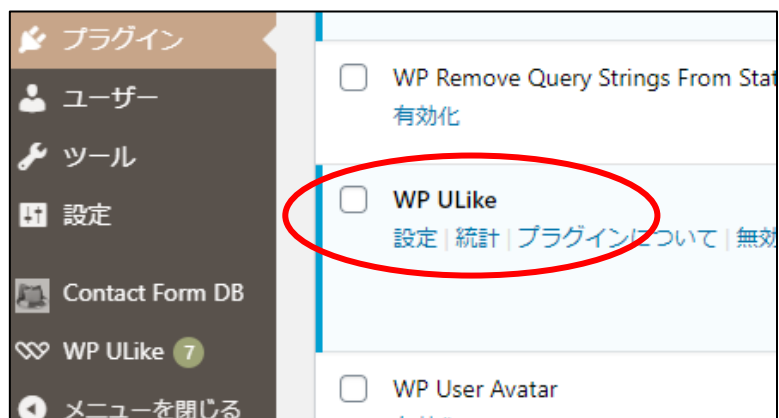 プラグイン
ユーザー
ツール
設定
Contact Form DB
WP ULike 7
メニューを閉じる
WP Remove Query Strings From Stat
有効化
WP ULike
設定 | 統計 | プラグインについて | 無効
WP User Avatar